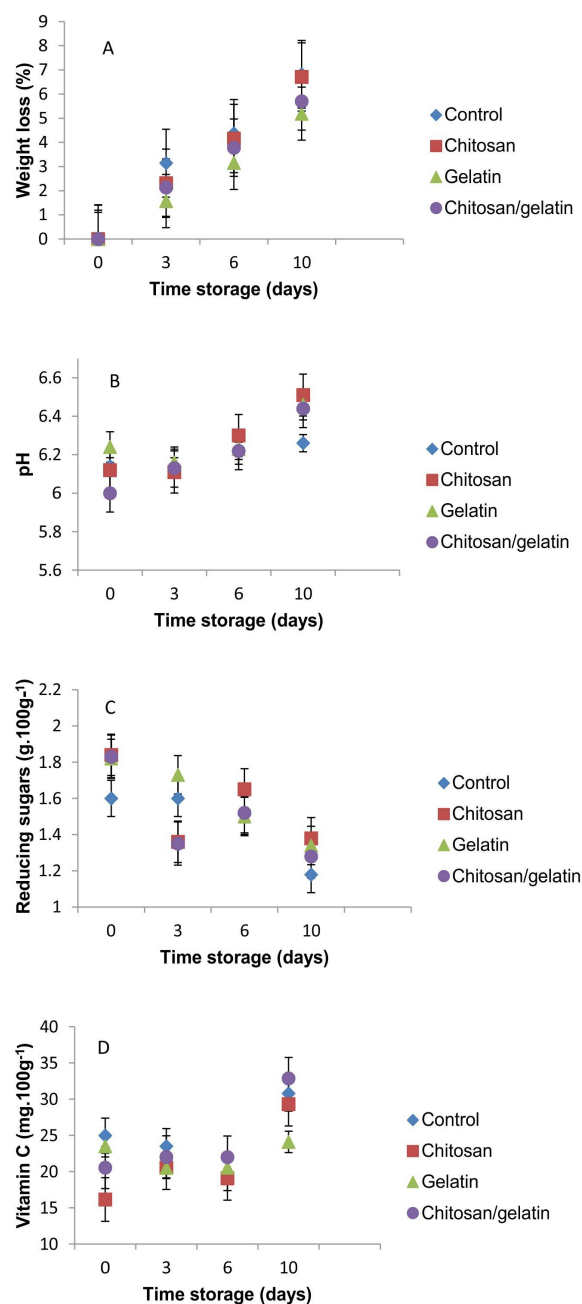 A
9
8
7
6
5
4
3
2
1
0
Weight loss (%)
0 3 6 10
Time storage (days)
Control
Chitosan
Gelatin
Chitosan/gelatin
B
6.6
6.4
6.2
6
5.8
5.6
pH
0 3 6 10
Time storage (days)
Control
Chitosan
Gelatin
Chitosan/gelatin
C
2.2
2
1.8
1.6
1.4
1.2
1
Reducing sugars (g.100g-¹)
0 3 6 10
Time storage (days)
Control
Chitosan
Gelatin
Chitosan/gelatin
D
40
35
30
25
20
15
10
Vitamin C (mg.100g-¹)
0 3 6 10
Time storage (days)
Control
Chitosan
Gelatin
Chitosan/gelatin